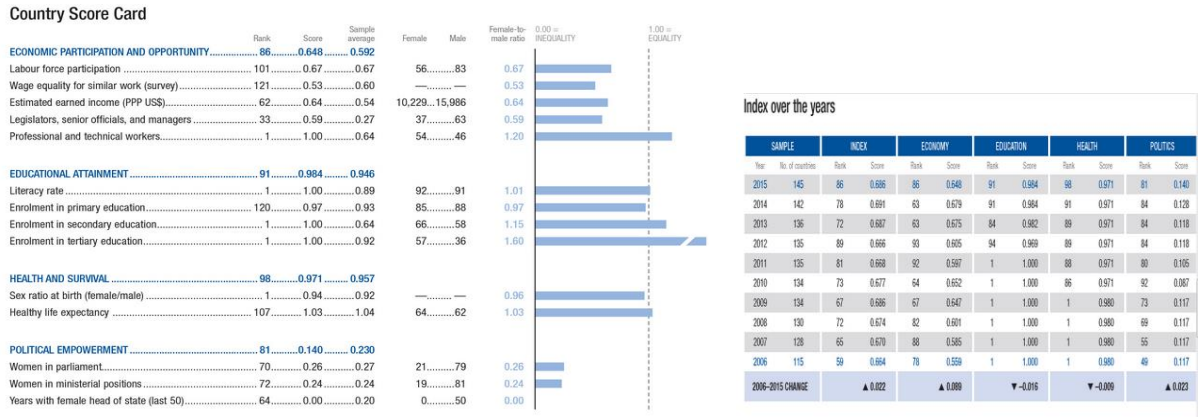 Country Score Card
Rank Score Sample average Female Male Female-to-male ratio 0.00 = INEQUALITY 1.00 = EQUALITY
ECONOMIC PARTICIPATION AND OPPORTUNITY 86 0.648 0.592
Labour force participation 101 0.67 0.67 56 83 0.67
Wage equality for similar work (survey) 121 0.53 0.60 — — 0.53
Estimated earned income (PPP US$) 62 0.64 0.54 10,229 15,986 0.64
Legislators, senior officials, and managers 33 0.59 0.27 37 63 0.59
Professional and technical workers 1 1.00 0.64 54 46 1.20
EDUCATIONAL ATTAINMENT 91 0.984 0.946
Literacy rate 1 1.00 0.89 92 91 1.01
Enrolment in primary education 120 0.97 0.93 85 88 0.97
Enrolment in secondary education 1 1.00 0.64 66 58 1.15
Enrolment in tertiary education 1 1.00 0.92 57 36 1.60
HEALTH AND SURVIVAL 98 0.971 0.957
Sex ratio at birth (female/male) 1 0.94 0.92 — — 0.96
Healthy life expectancy 107 1.03 1.04 64 62 1.03
POLITICAL EMPOWERMENT 81 0.140 0.230
Women in parliament 70 0.26 0.27 21 79 0.26
Women in ministerial positions 72 0.24 0.24 19 81 0.24
Years with female head of state (last 50) 64 0.00 0.20 0 50 0.00
Index over the years
SAMPLE INDEX ECONOMY EDUCATION HEALTH POLITICS
Year No. of countries Rank Score Rank Score Rank Score Rank Score Rank Score
2015 145 86 0.686 86 0.648 91 0.984 98 0.971 81 0.140
2014 142 78 0.691 63 0.679 91 0.984 91 0.971 84 0.128
2013 136 72 0.687 63 0.675 84 0.982 89 0.971 84 0.118
2012 135 89 0.666 93 0.605 94 0.969 89 0.971 84 0.118
2011 135 81 0.668 92 0.597 1 1.000 88 0.971 80 0.105
2010 134 73 0.677 64 0.652 1 1.000 86 0.971 92 0.087
2009 134 67 0.686 67 0.647 1 1.000 1 0.980 73 0.117
2008 130 72 0.674 82 0.601 1 1.000 1 0.980 69 0.117
2007 128 65 0.670 88 0.585 1 1.000 1 0.980 55 0.117
2006 115 59 0.664 78 0.559 1 1.000 1 0.980 49 0.117
2006–2015 CHANGE ▲ 0.022 ▲ 0.089 ▼ –0.016 ▼ –0.009 ▲ 0.023